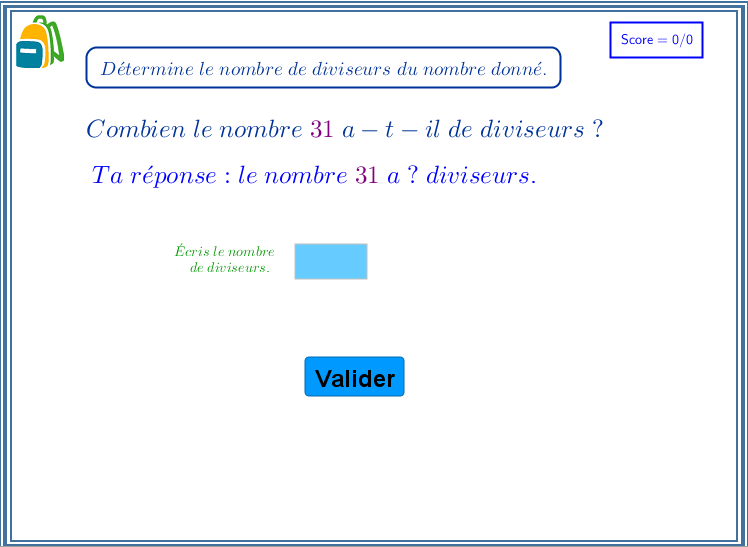 Score = 0/0
Détermine le nombre de diviseurs du nombre donné.
Combien le nombre 31 a − t − il de diviseurs ?
Ta réponse : le nombre 31 a ? diviseurs.
Écris le nombre
de diviseurs.
Valider